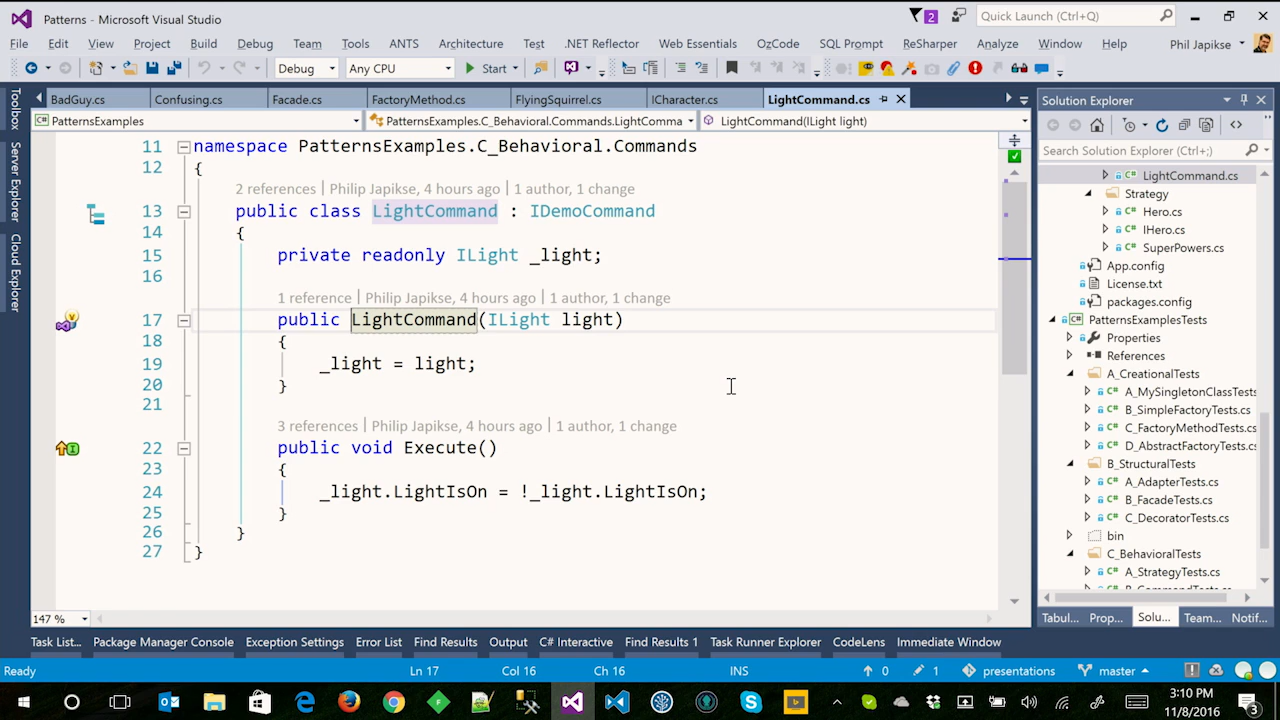 Patterns - Microsoft Visual Studio
2
Quick Launch (Ctrl+Q)
File Edit View Project Build Debug Team Tools ANTS Architecture Test .NET Reflector Web Essentials OzCode SQL Prompt ReSharper Analyze Window Help Phil Japikse
Debug Any CPU Start
Toolbox
Server Explorer
Cloud Explorer
BadGuy.cs Confusing.cs Facade.cs FactoryMethod.cs FlyingSquirrel.cs ICharacter.cs LightCommand.cs
PatternsExamples PatternsExamples.C_Behavioral.Commands.LightComma LightCommand(ILight light)
11 namespace PatternsExamples.C_Behavioral.Commands
12 {
2 references | Philip Japikse, 4 hours ago | 1 author, 1 change
13 public class LightCommand : IDemoCommand
14 {
15 private readonly ILight _light;
16
1 reference | Philip Japikse, 4 hours ago | 1 author, 1 change
17 public LightCommand(ILight light)
18 {
19 _light = light;
20 }
21
3 references | Philip Japikse, 4 hours ago | 1 author, 1 change
22 public void Execute()
23 {
24 _light.LightIsOn = !_light.LightIsOn;
25 }
26 }
27 }
147 %
Solution Explorer
Search Solution Explorer (Ctrl+;)
C# LightCommand.cs
Strategy
C# Hero.cs
C# IHero.cs
C# SuperPowers.cs
App.config
License.txt
packages.config
C# PatternsExamplesTests
Properties
References
A_CreationalTests
C# A_MySingletonClassTests
C# B_SimpleFactoryTests.cs
C# C_FactoryMethodTests.cs
C# D_AbstractFactoryTests.cs
B_StructuralTests
C# A_AdapterTests.cs
C# B_FacadeTests.cs
C# C_DecoratorTests.cs
bin
C_BehavioralTests
C# A_StrategyTests.cs
C# B_CommandTests.cs
Tabul... Prop... Solu... Team... Notif...
Task List... Package Manager Console Exception Settings Error List Find Results Output C# Interactive Find Results 1 Task Runner Explorer CodeLens Immediate Window
Ready Ln 17 Col 16 Ch 16 INS 0 1 presentations master
3:10 PM
11/8/2016
3